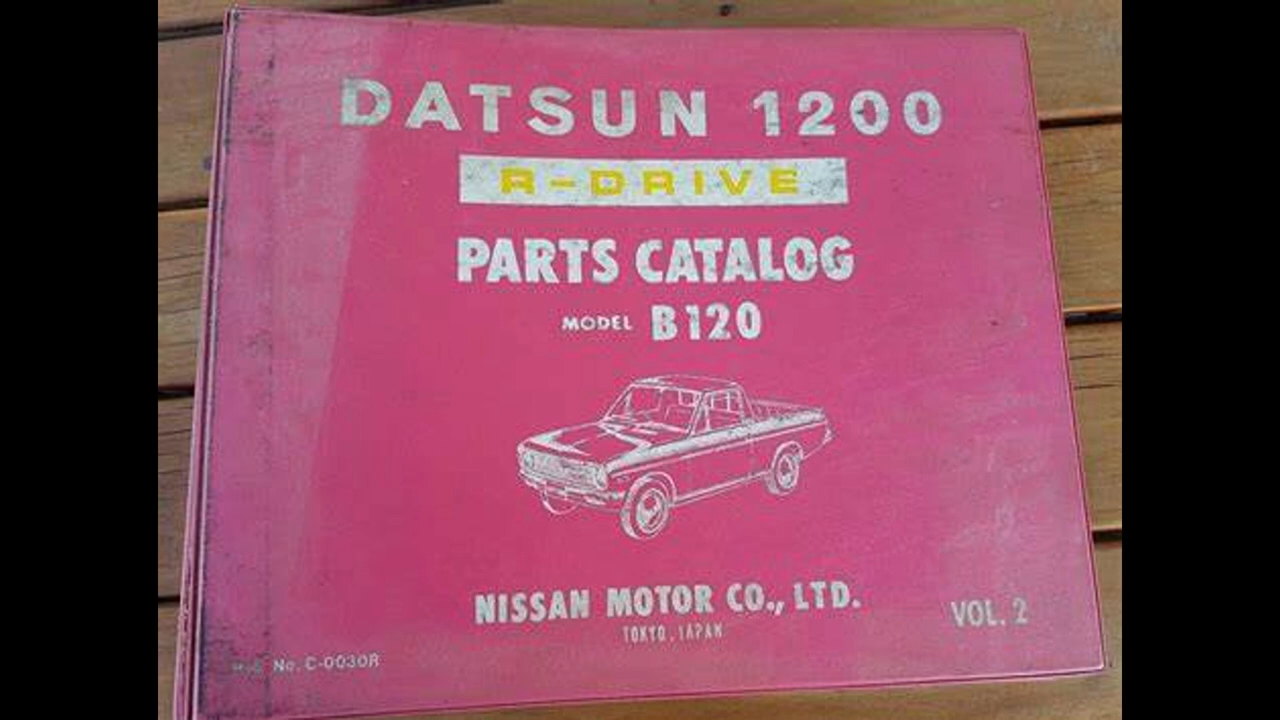 DATSUN 1200
R-DRIVE
PARTS CATALOG
MODEL B120
NISSAN MOTOR CO., LTD.
TOKYO, JAPAN
VOL. 2
No. C-0030R